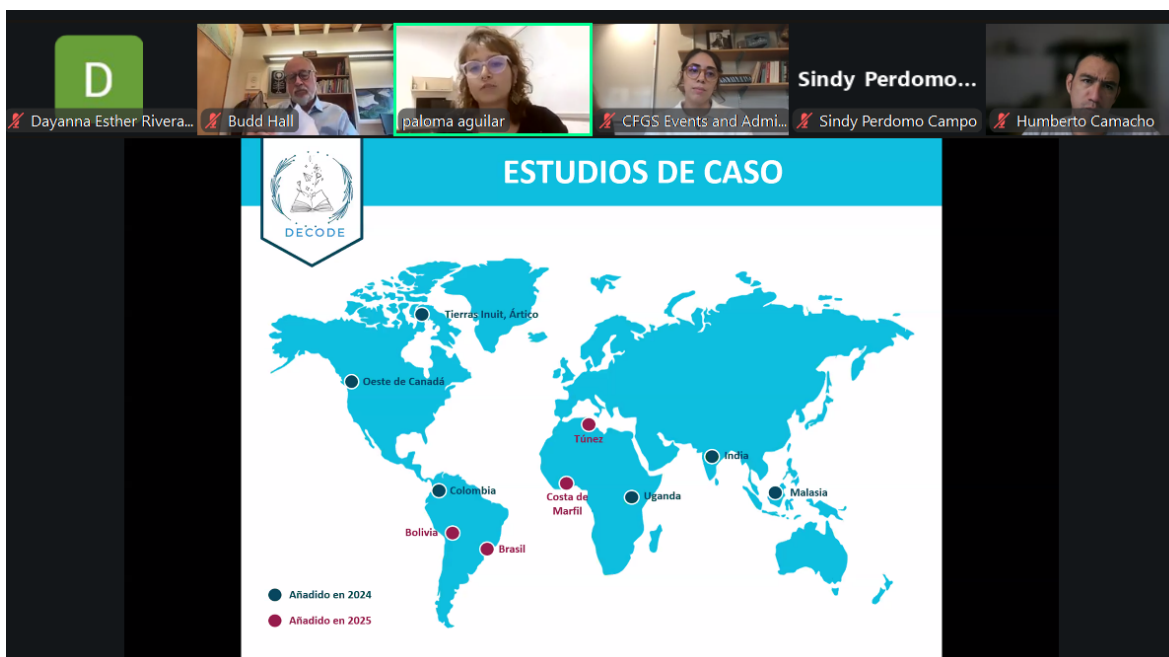 D
Sindy Perdomo...
Dayanna Esther Rivera...
Budd Hall
paloma aguilar
CFGS Events and Admi...
Sindy Perdomo Campo
Humberto Camacho
DECODE
ESTUDIOS DE CASO
Tierras Inuit, Ártico
Oeste de Canadá
Túnez
India
Colombia
Costa de
Marfil
Uganda
Malasia
Bolivia
Brasil
Añadido en 2024
Añadido en 2025